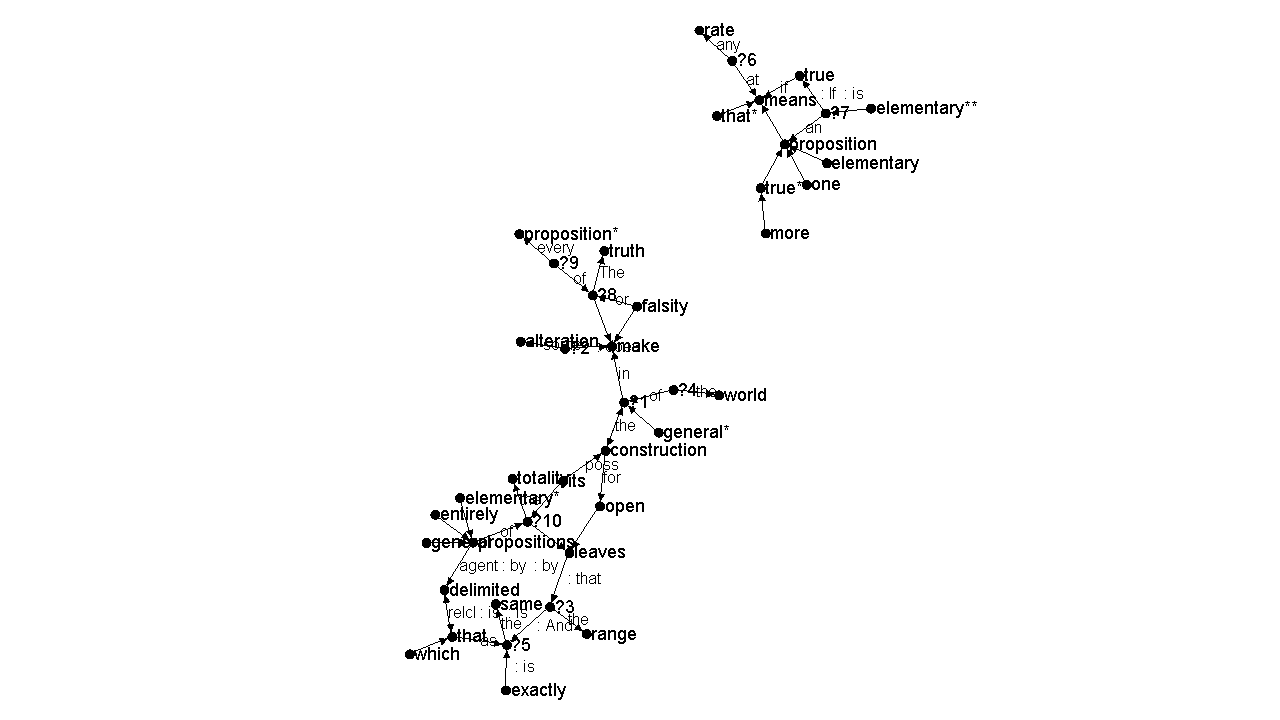 rate
any
?6
at
true
if
: If : is
means
that*
?7
elementary**
an
proposition
elementary
true*
one
more
proposition*
every
truth
?9
The
of
?8
or
falsity
alteration
?2
make
in
?4
the
world
of
?1
general*
the
construction
poss
for
totality
its
elementary*
open
entirely
?10
of
general
propositions
leaves
agent : by : by
: that
delimited
same
?3
relcl : is
is
the
the
: And
range
that
as
?5
which
: is
exactly